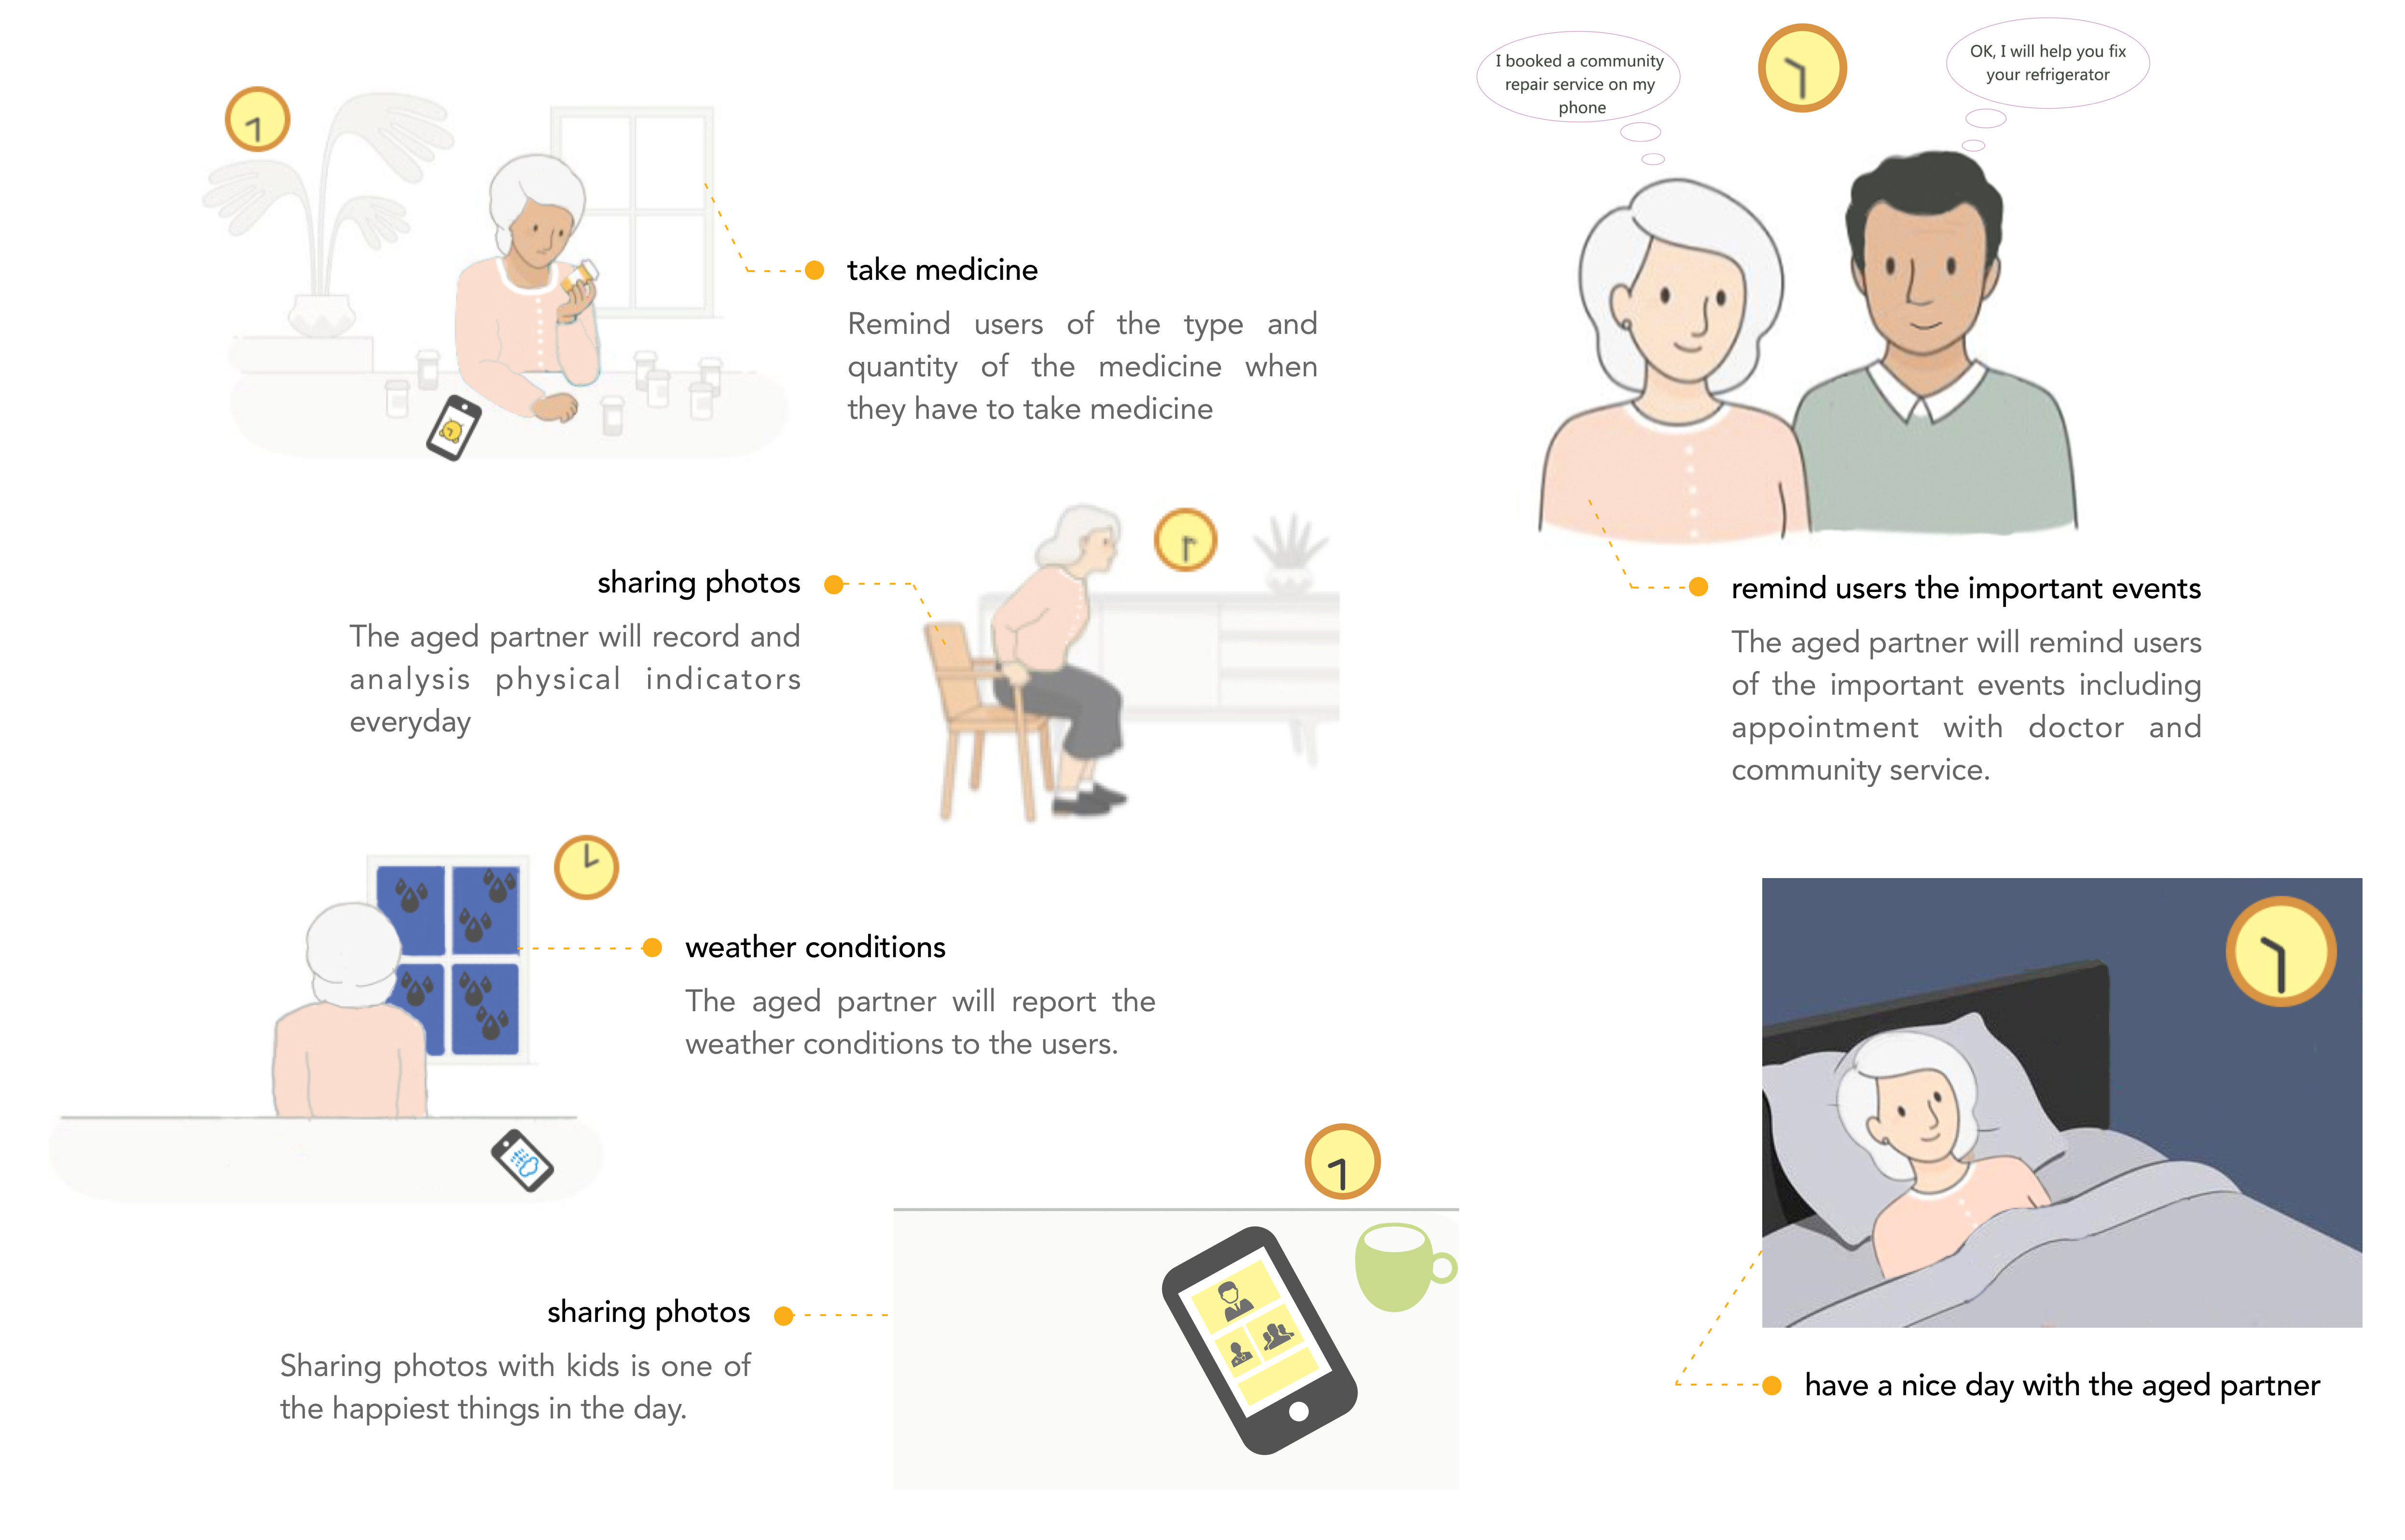 take medicine
Remind users of the type and
quantity of the medicine when
they have to take medicine
sharing photos
The aged partner will record and
analysis physical indicators
everyday
weather conditions
The aged partner will report the
weather conditions to the users.
sharing photos
Sharing photos with kids is one of
the happiest things in the day.
I booked a community
repair service on my
phone
OK, I will help you fix
your refrigerator
remind users the important events
The aged partner will remind users
of the important events including
appointment with doctor and
community service.
have a nice day with the aged partner